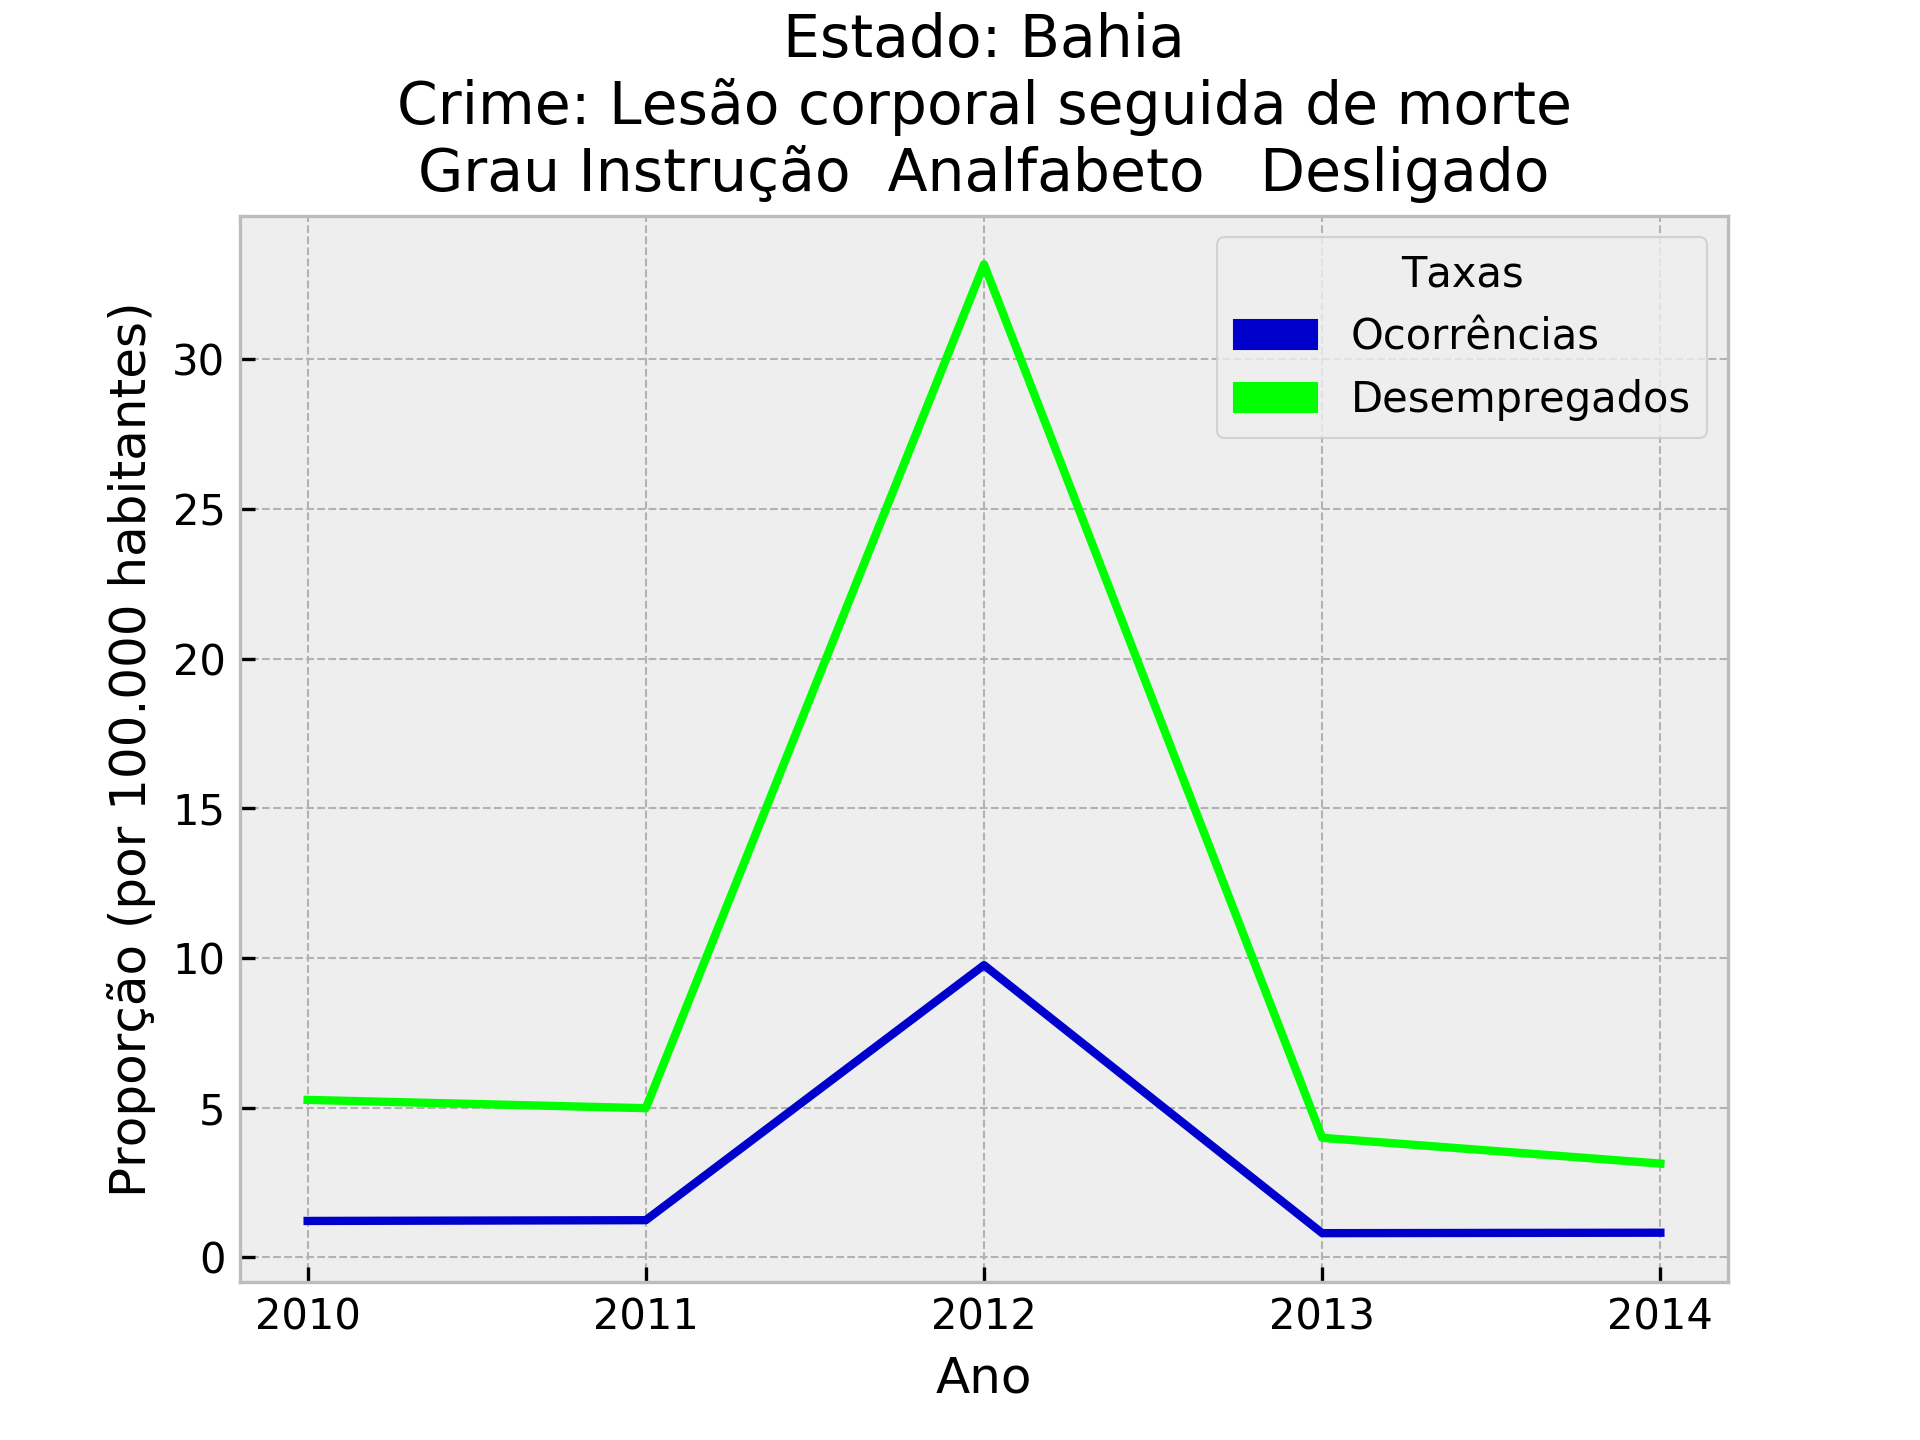 Estado: Bahia
Crime: Lesão corporal seguida de morte
Grau Instrução  Analfabeto   Desligado
Taxas
Ocorrências
Desempregados
Proporção (por 100.000 habitantes)
30
25
20
15
10
5
0
2010 2011 2012 2013 2014
Ano